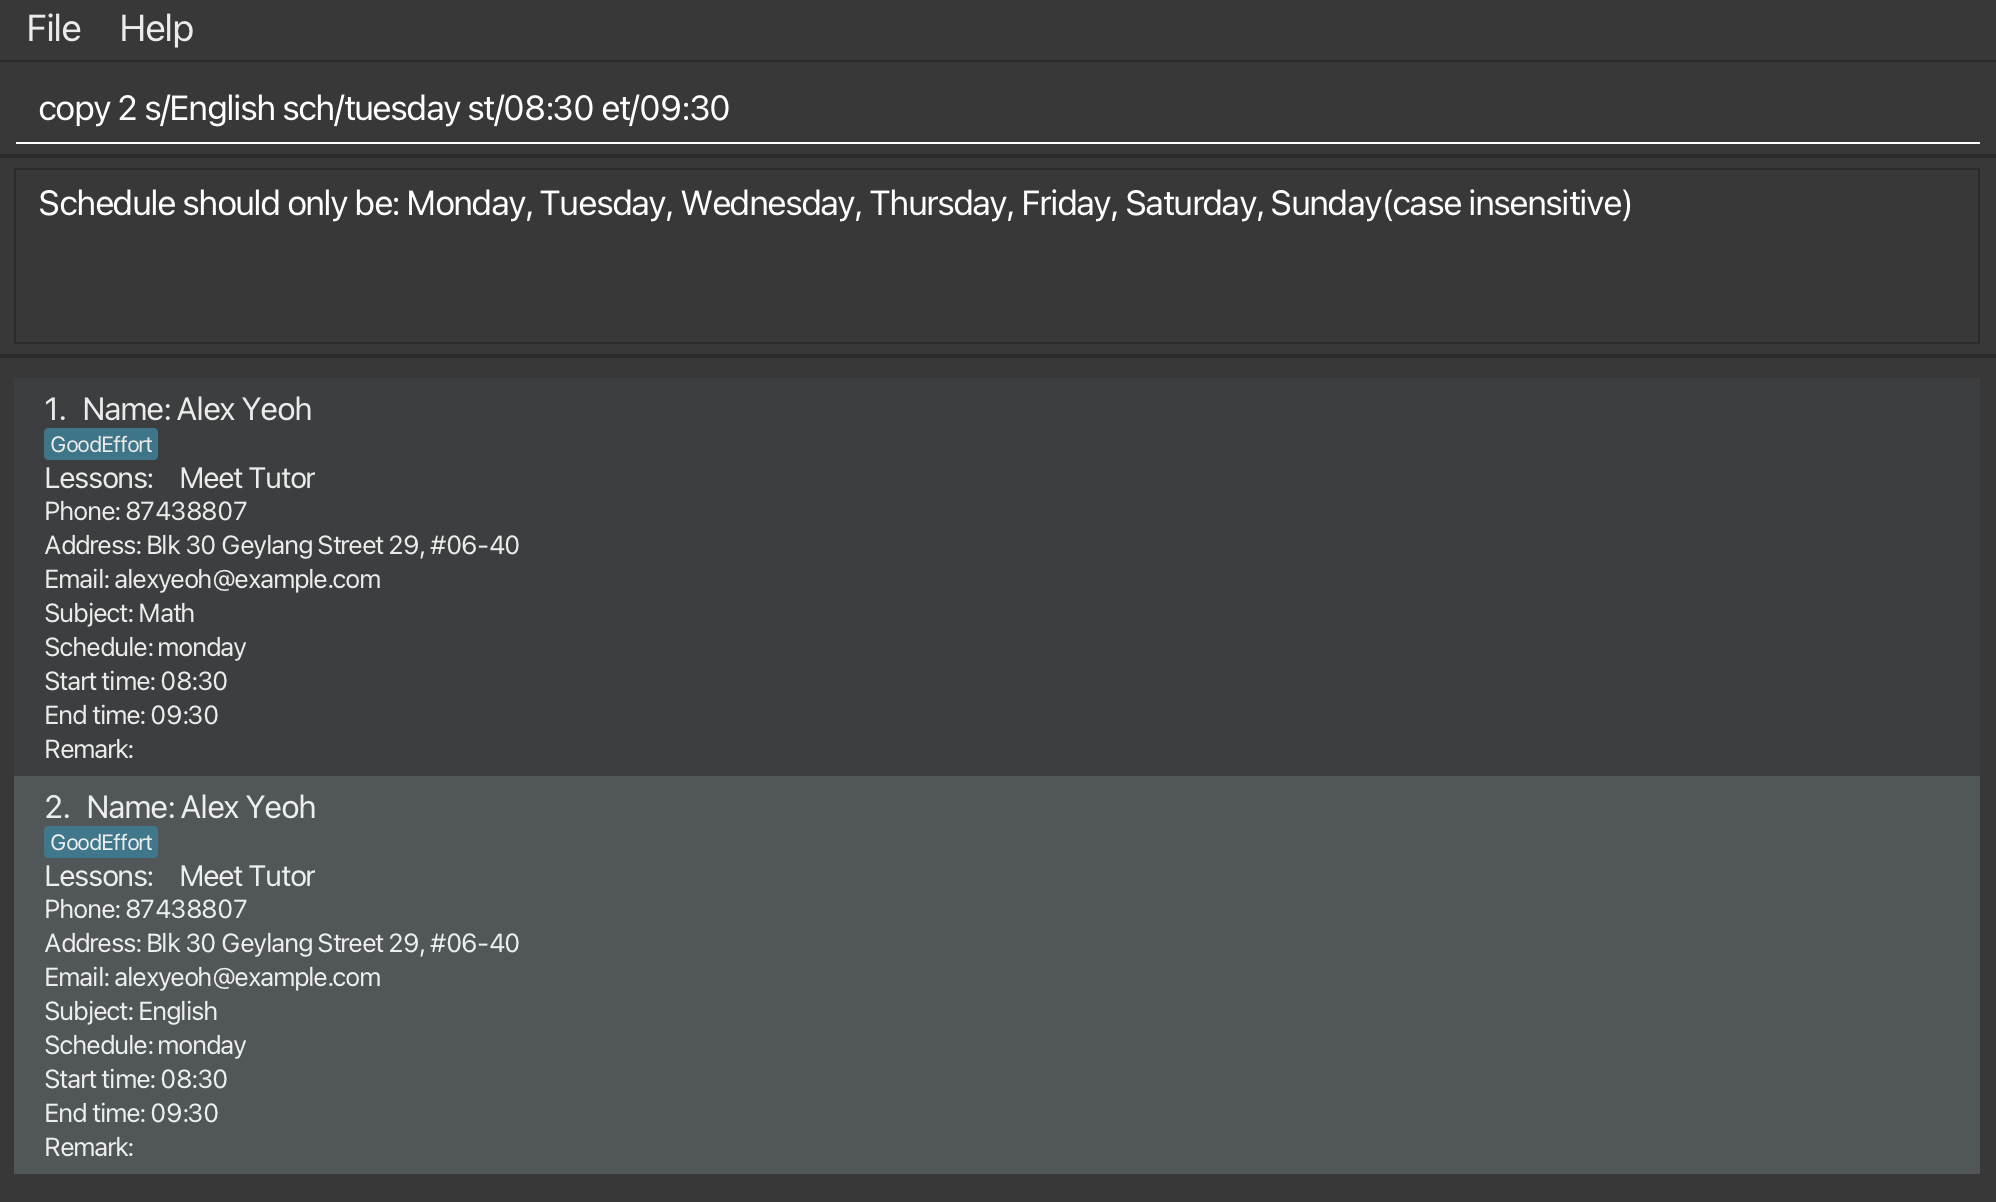 File Help
copy 2 s/English sch/tuesday st/08:30 et/09:30
Schedule should only be: Monday, Tuesday, Wednesday, Thursday, Friday, Saturday, Sunday(case insensitive)
1. Name: Alex Yeoh
GoodEffort
Lessons: Meet Tutor
Phone: 87438807
Address: Blk 30 Geylang Street 29, #06-40
Email: alexyeoh@example.com
Subject: Math
Schedule: monday
Start time: 08:30
End time: 09:30
Remark:
2. Name: Alex Yeoh
GoodEffort
Lessons: Meet Tutor
Phone: 87438807
Address: Blk 30 Geylang Street 29, #06-40
Email: alexyeoh@example.com
Subject: English
Schedule: monday
Start time: 08:30
End time: 09:30
Remark: